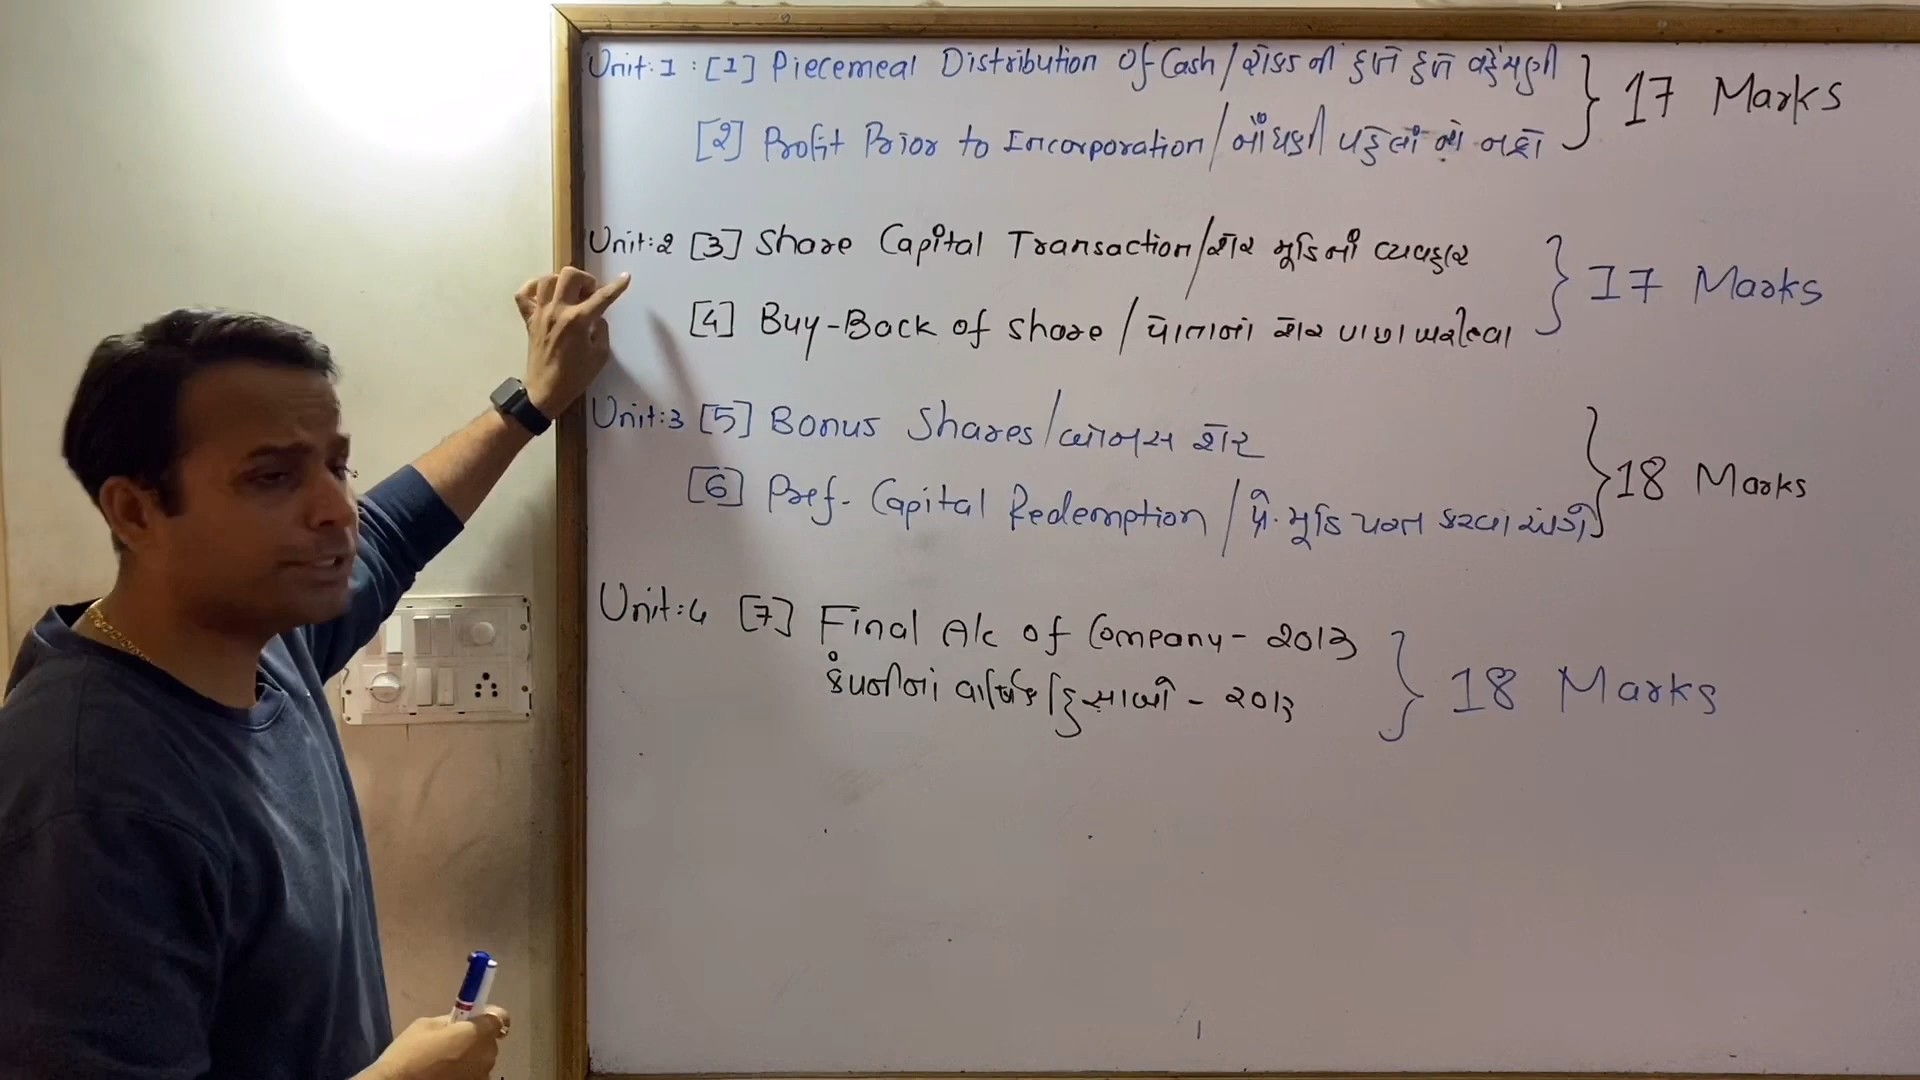 Unit:1 : [1] Piecemeal Distribution Of Cash/રોકડ ની હપ્તે હપ્તે વહેંચણી } 17 Marks
[2] Profit Prior to Incorporation/નોંધણી પહેલાં નો નફો
Unit:2 [3] Share Capital Transaction/શેર મૂડિનાં વ્યવહાર } 17 Marks
[4] Buy-Back of share / પોતાનાં શેર પાછા ખરીદવા
Unit:3 [5] Bonus Shares/બોનસ શેર } 18 Marks
[6] Pref- Capital Redemption / પ્રે. મૂડિ પરત કરવા અંગે
Unit:4 [7] Final A/c of Company- 2013 } 18 Marks
કંપનીનાં વાર્ષિક હિસાબો - ૨૦૧૩